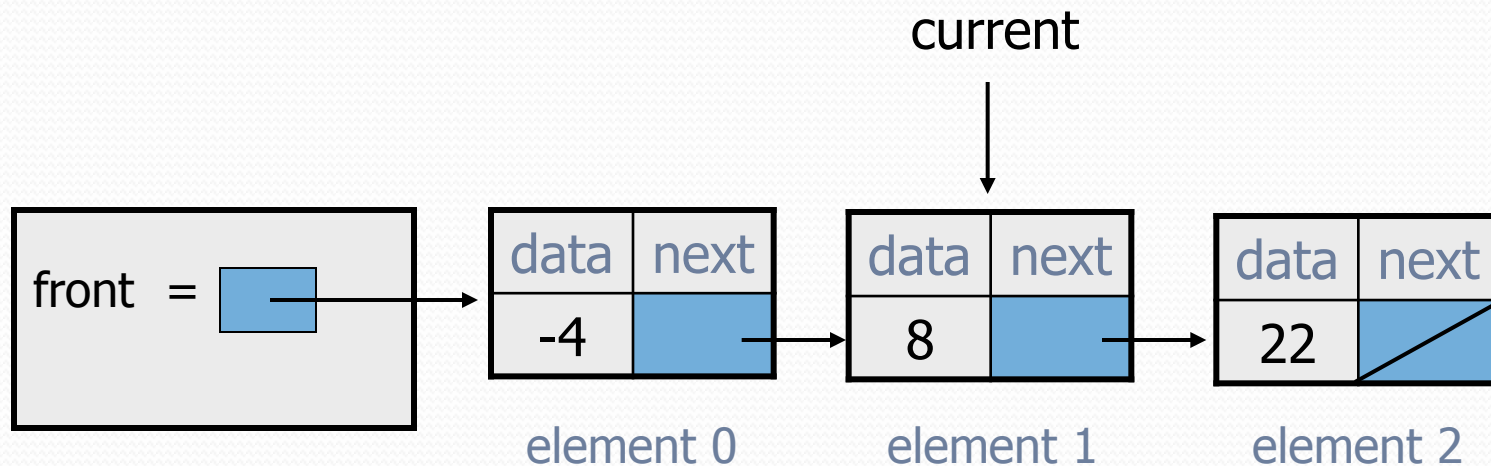 current
front =
data next
-4
element 0
data next
8
element 1
data next
22
element 2